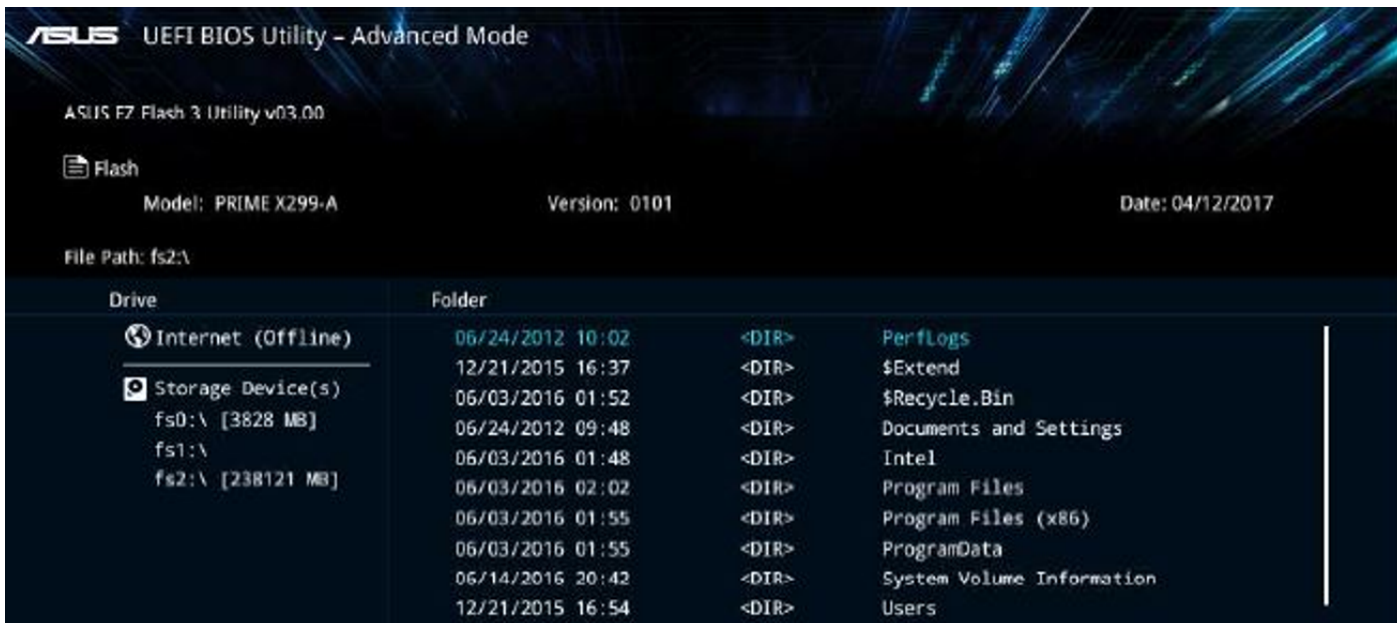 ASUS UEFI BIOS Utility – Advanced Mode
ASUS EZ Flash 3 Utility v03.00
Flash
Model: PRIME X299-A Version: 0101 Date: 04/12/2017
File Path: fs2:\
Drive Folder
Internet (Offline) 06/24/2012 10:02 <DIR> PerfLogs
12/21/2015 16:37 <DIR> $Extend
Storage Device(s) 06/03/2016 01:52 <DIR> $Recycle.Bin
fs0:\ [3828 MB] 06/24/2012 09:48 <DIR> Documents and Settings
fs1:\ 06/03/2016 01:48 <DIR> Intel
fs2:\ [238121 MB] 06/03/2016 02:02 <DIR> Program Files
06/03/2016 01:55 <DIR> Program Files (x86)
06/03/2016 01:55 <DIR> ProgramData
06/14/2016 20:42 <DIR> System Volume Information
12/21/2015 16:54 <DIR> Users